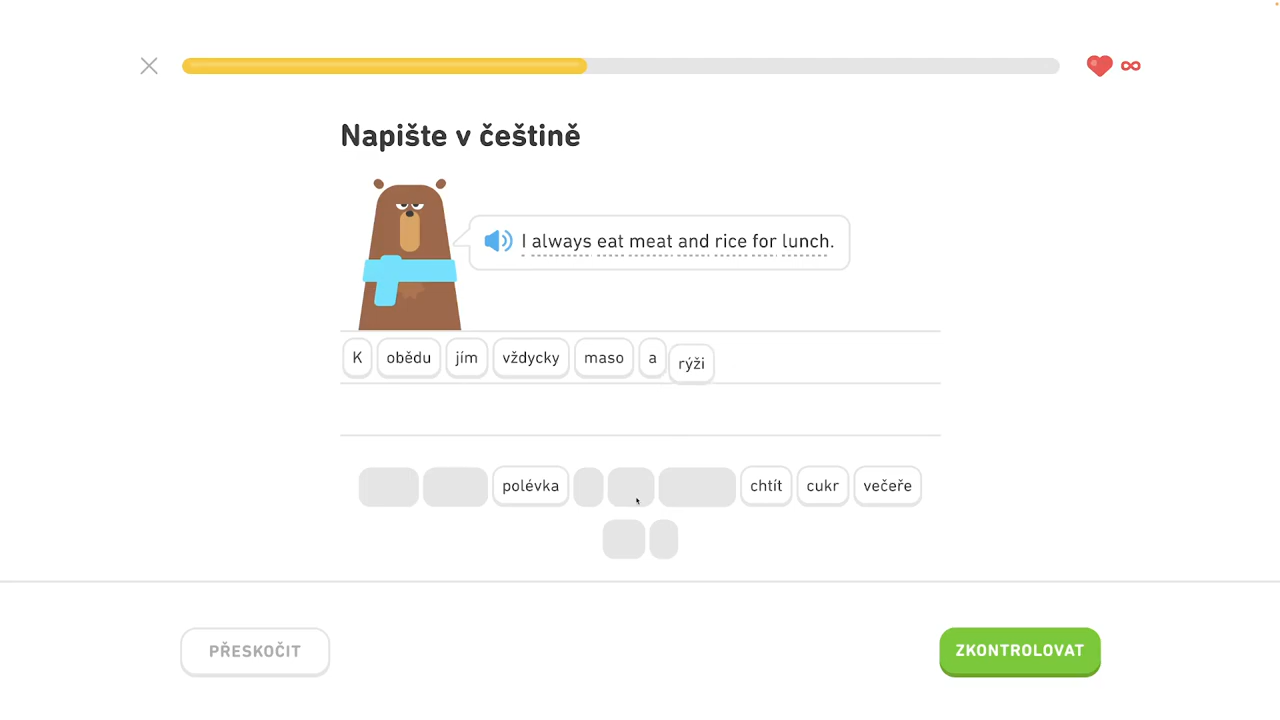 ∞
Napište v češtině
I always eat meat and rice for lunch.
K obědu jím vždycky maso a rýži
polévka chtít cukr večeře
PŘESKOČIT ZKONTROLOVAT